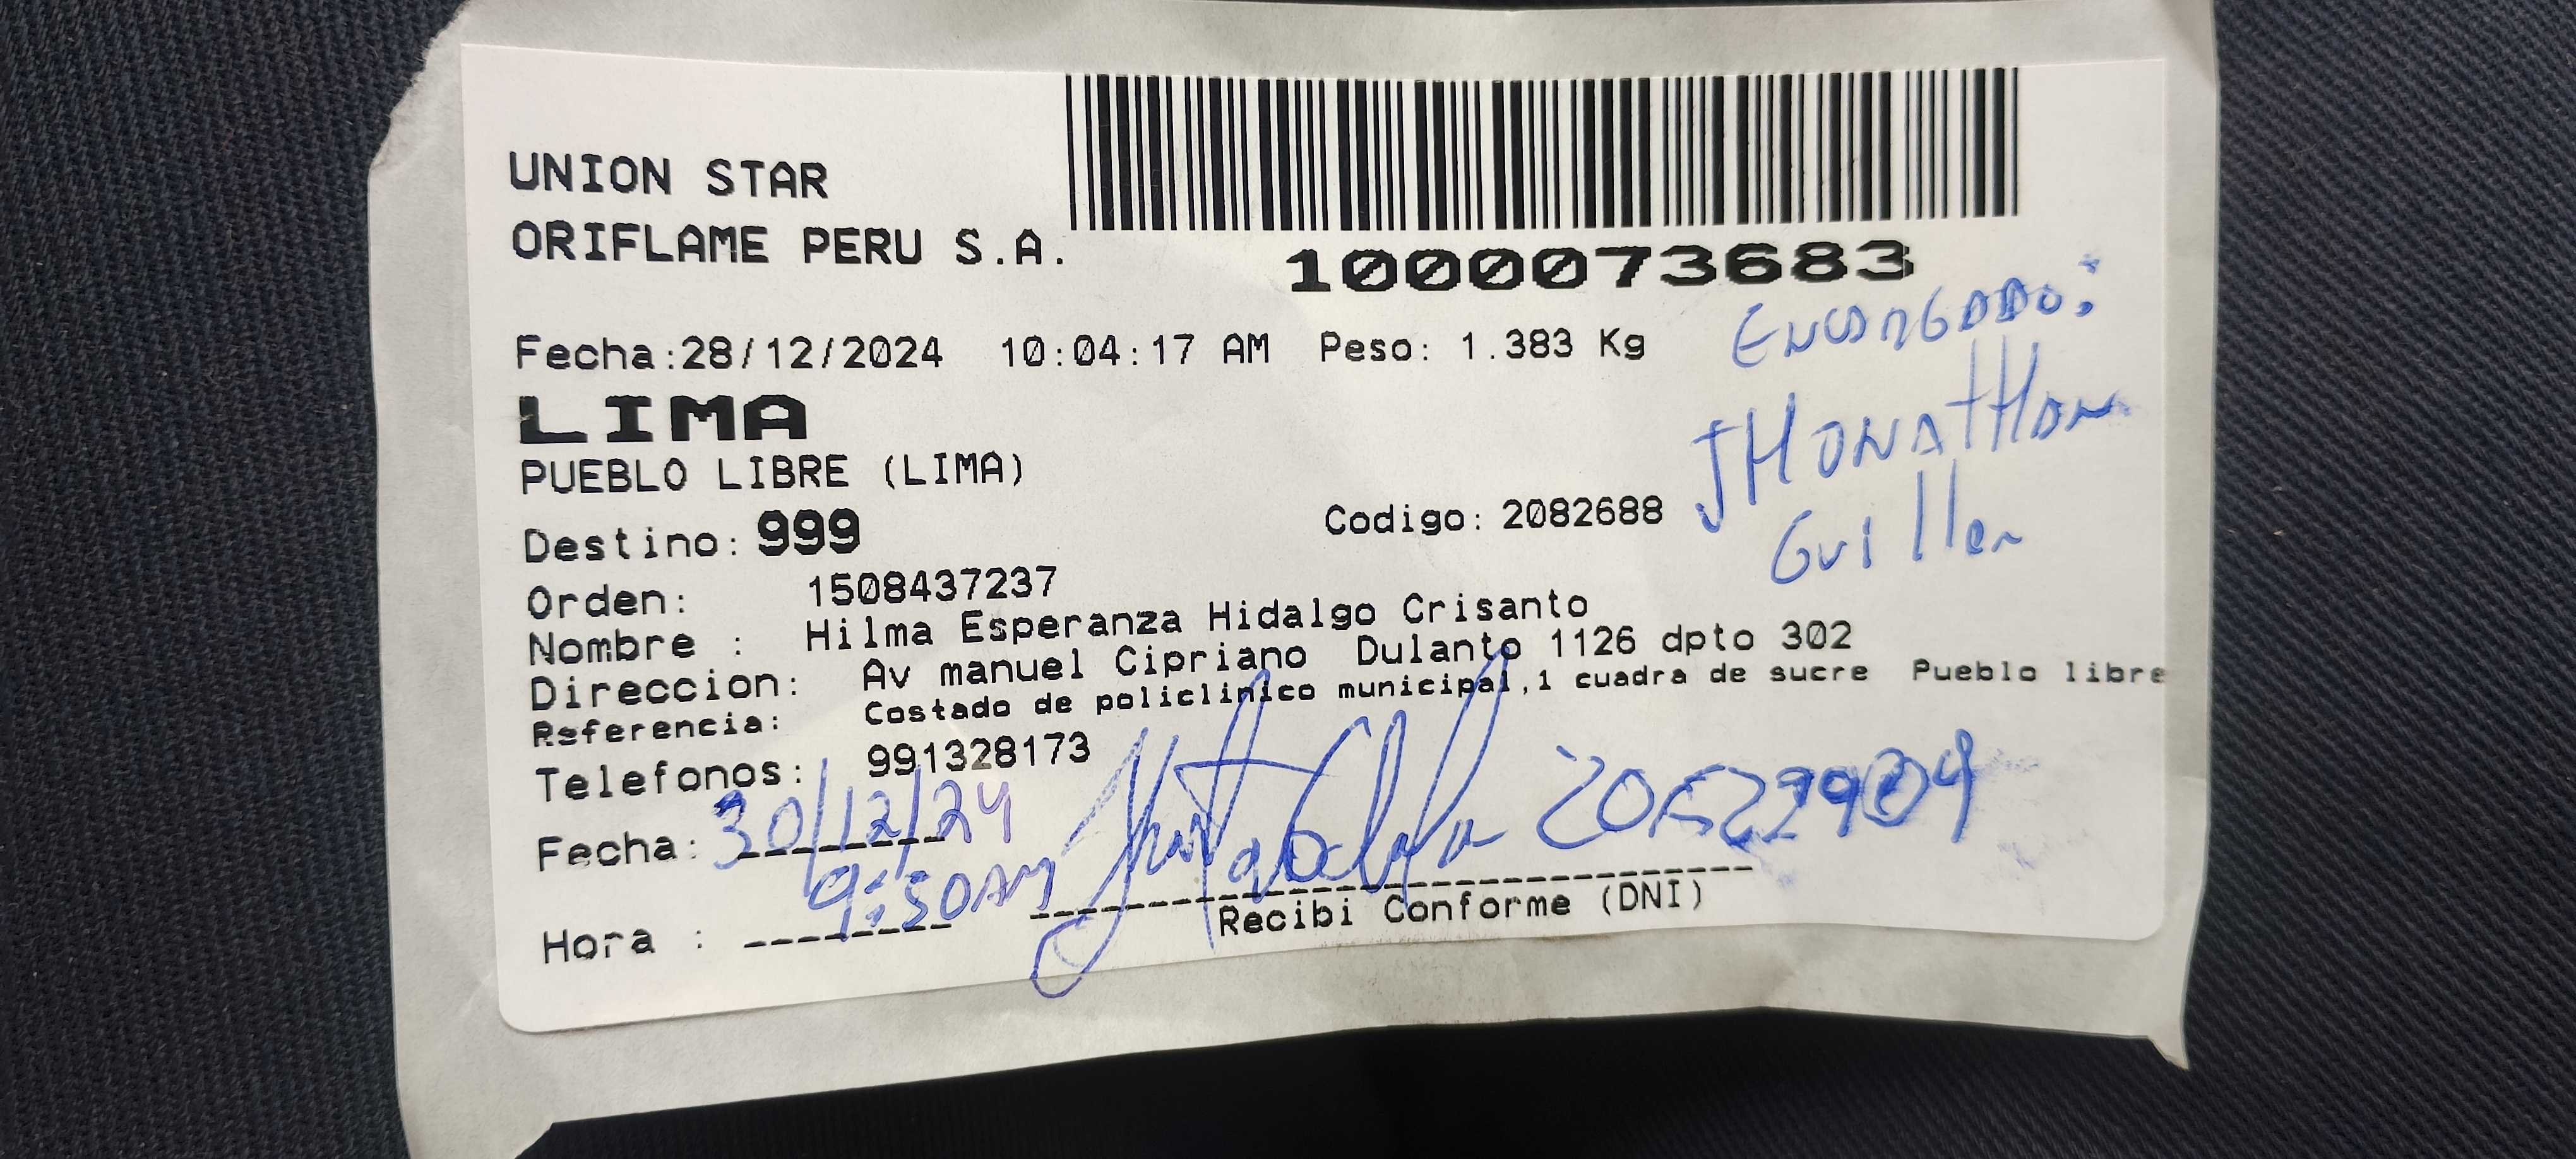 UNION STAR
ORIFLAME PERU S.A.
1000073683
Fecha:28/12/2024 10:04:17 AM Peso: 1.383 Kg
Encargado:
JHONATHAN
Guillen
LIMA
PUEBLO LIBRE (LIMA)
Destino: 999 Codigo: 2082688
Orden: 1508437237
Nombre : Hilma Esperanza Hidalgo Crisanto
Direccion: Av manuel Cipriano Dulanto 1126 dpto 302
Referencia: Costado de policlinico municipal,1 cuadra de sucre Pueblo libre
Telefonos: 991328173
Fecha: 30/12/24
Hora : 9:50AM
Recibi Conforme (DNI)